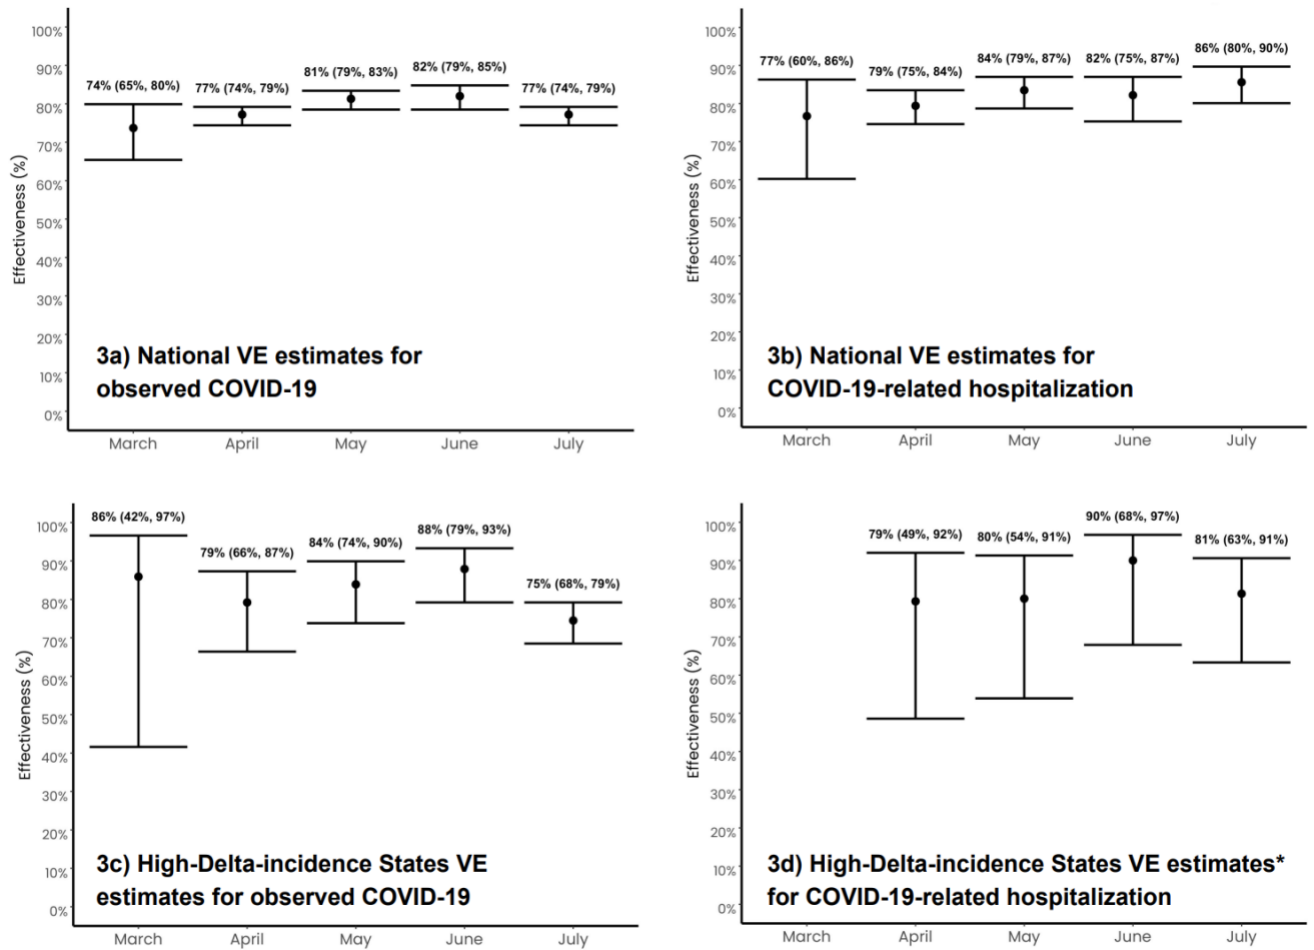 100%
90%
80%
70%
60%
50%
40%
30%
20%
10%
0%
Effectiveness (%)
74% (65%, 80%)
77% (74%, 79%)
81% (79%, 83%)
82% (79%, 85%)
77% (74%, 79%)
3a) National VE estimates for
observed COVID-19
March April May June July
100%
90%
80%
70%
60%
50%
40%
30%
20%
10%
0%
Effectiveness (%)
77% (60%, 86%)
79% (75%, 84%)
84% (79%, 87%)
82% (75%, 87%)
86% (80%, 90%)
3b) National VE estimates for
COVID-19-related hospitalization
March April May June July
100%
90%
80%
70%
60%
50%
40%
30%
20%
10%
0%
Effectiveness (%)
86% (42%, 97%)
79% (66%, 87%)
84% (74%, 90%)
88% (79%, 93%)
75% (68%, 79%)
3c) High-Delta-incidence States VE
estimates for observed COVID-19
March April May June July
100%
90%
80%
70%
60%
50%
40%
30%
20%
10%
0%
Effectiveness (%)
79% (49%, 92%)
80% (54%, 91%)
90% (68%, 97%)
81% (63%, 91%)
3d) High-Delta-incidence States VE estimates*
for COVID-19-related hospitalization
March April May June July